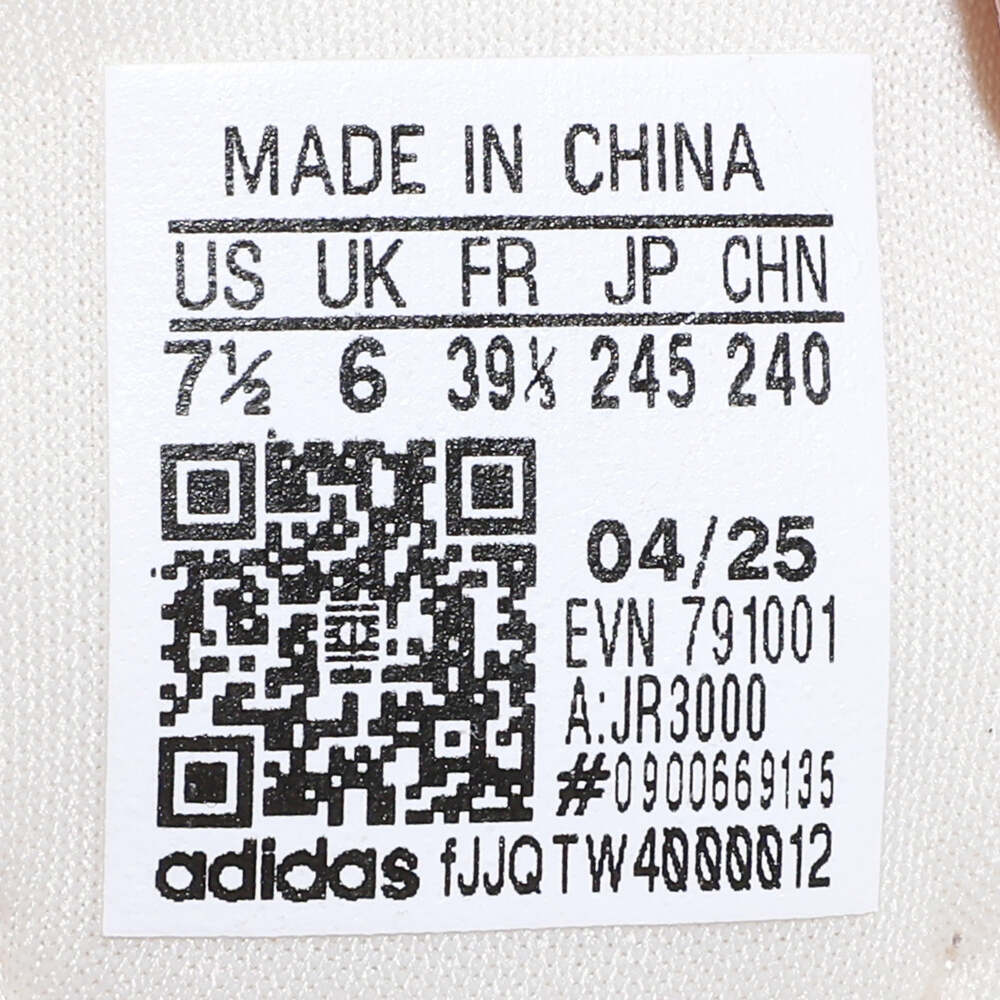 MADE IN CHINA
US UK FR JP CHN
7½ 6 39⅓ 245 240
04/25
EVN 791001
A:JR3000
#0900669135
adidas fJJQTW40000012